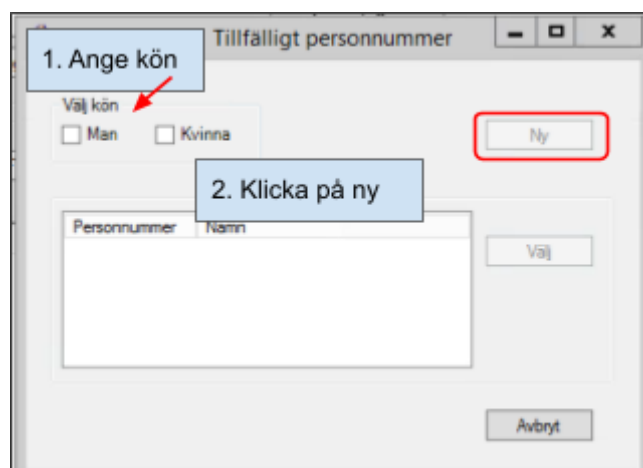 Tillfälligt personnummer
1. Ange kön
Välj kön
Man Kvinna
Ny
2. Klicka på ny
Personnummer Namn
Välj
Avbryt